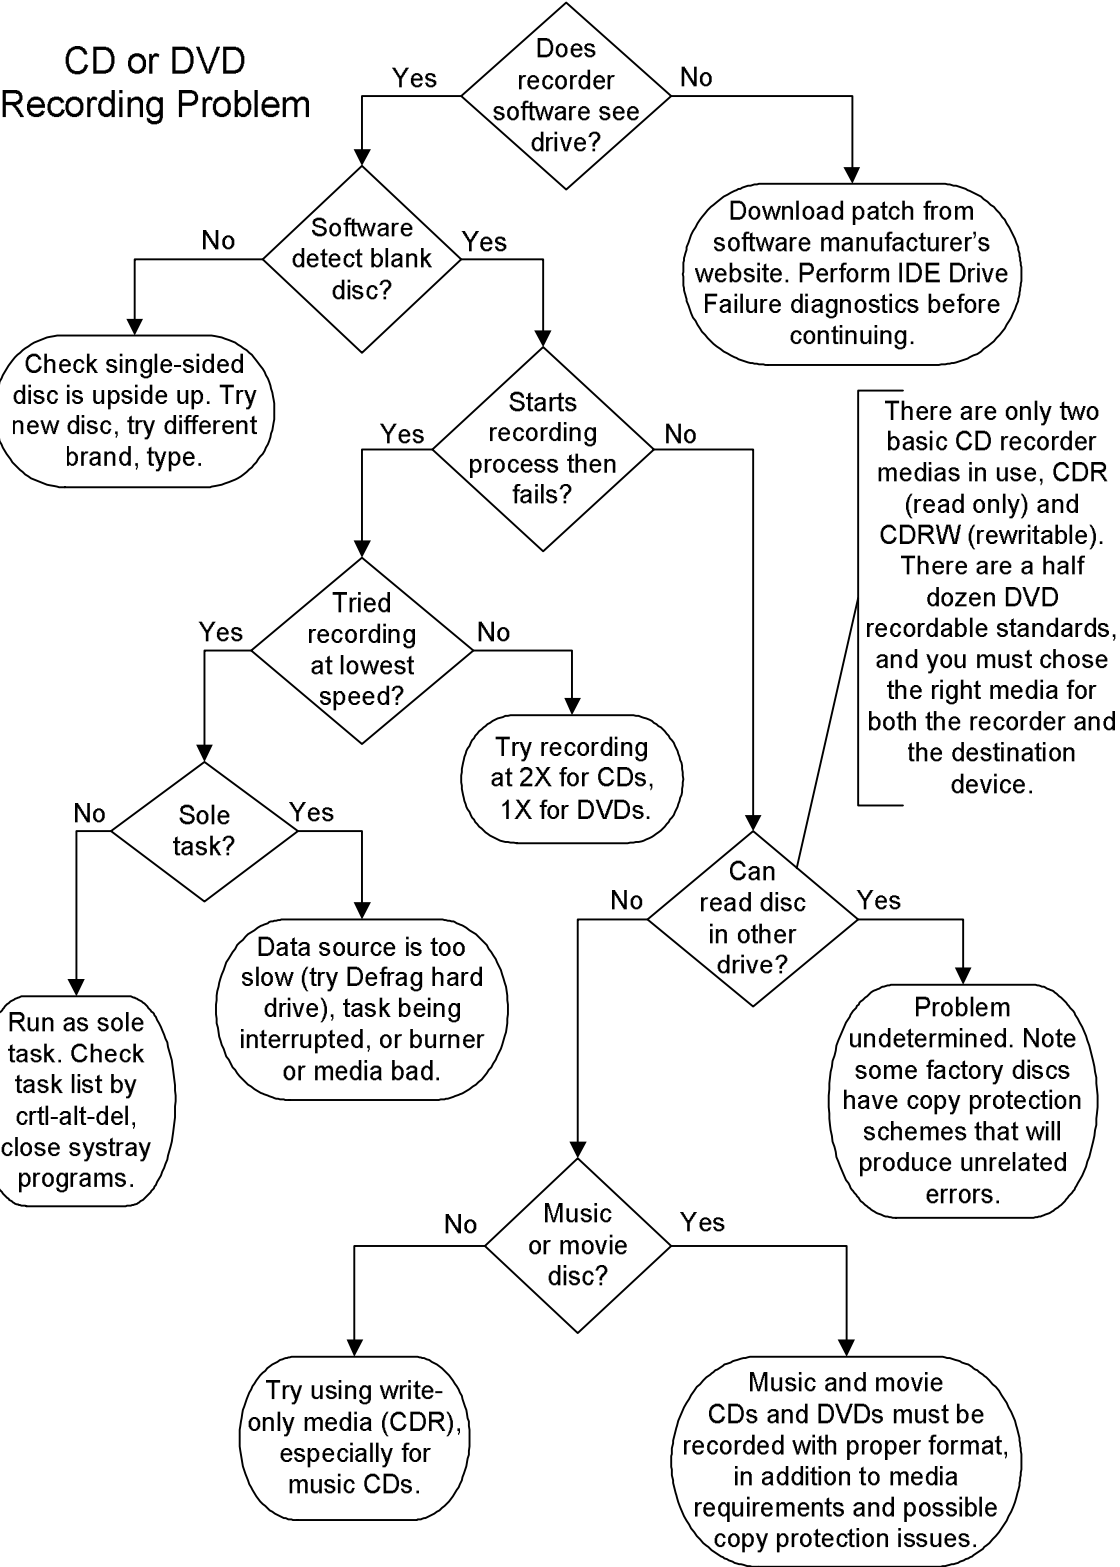 CD or DVD
Recording Problem
Does
recorder
software see
drive?
Yes
No
Software
detect blank
disc?
No
Yes
Download patch from
software manufacturer's
website. Perform IDE Drive
Failure diagnostics before
continuing.
Check single-sided
disc is upside up. Try
new disc, try different
brand, type.
Starts
recording
process then
fails?
Yes
No
There are only two
basic CD recorder
medias in use, CDR
(read only) and
CDRW (rewritable).
There are a half
dozen DVD
recordable standards,
and you must chose
the right media for
both the recorder and
the destination
device.
Tried
recording
at lowest
speed?
Yes
No
Try recording
at 2X for CDs,
1X for DVDs.
Sole
task?
No
Yes
Can
read disc
in other
drive?
No
Yes
Data source is too
slow (try Defrag hard
drive), task being
interrupted, or burner
or media bad.
Run as sole
task. Check
task list by
crtl-alt-del,
close systray
programs.
Problem
undetermined. Note
some factory discs
have copy protection
schemes that will
produce unrelated
errors.
Music
or movie
disc?
No
Yes
Try using write-
only media (CDR),
especially for
music CDs.
Music and movie
CDs and DVDs must be
recorded with proper format,
in addition to media
requirements and possible
copy protection issues.